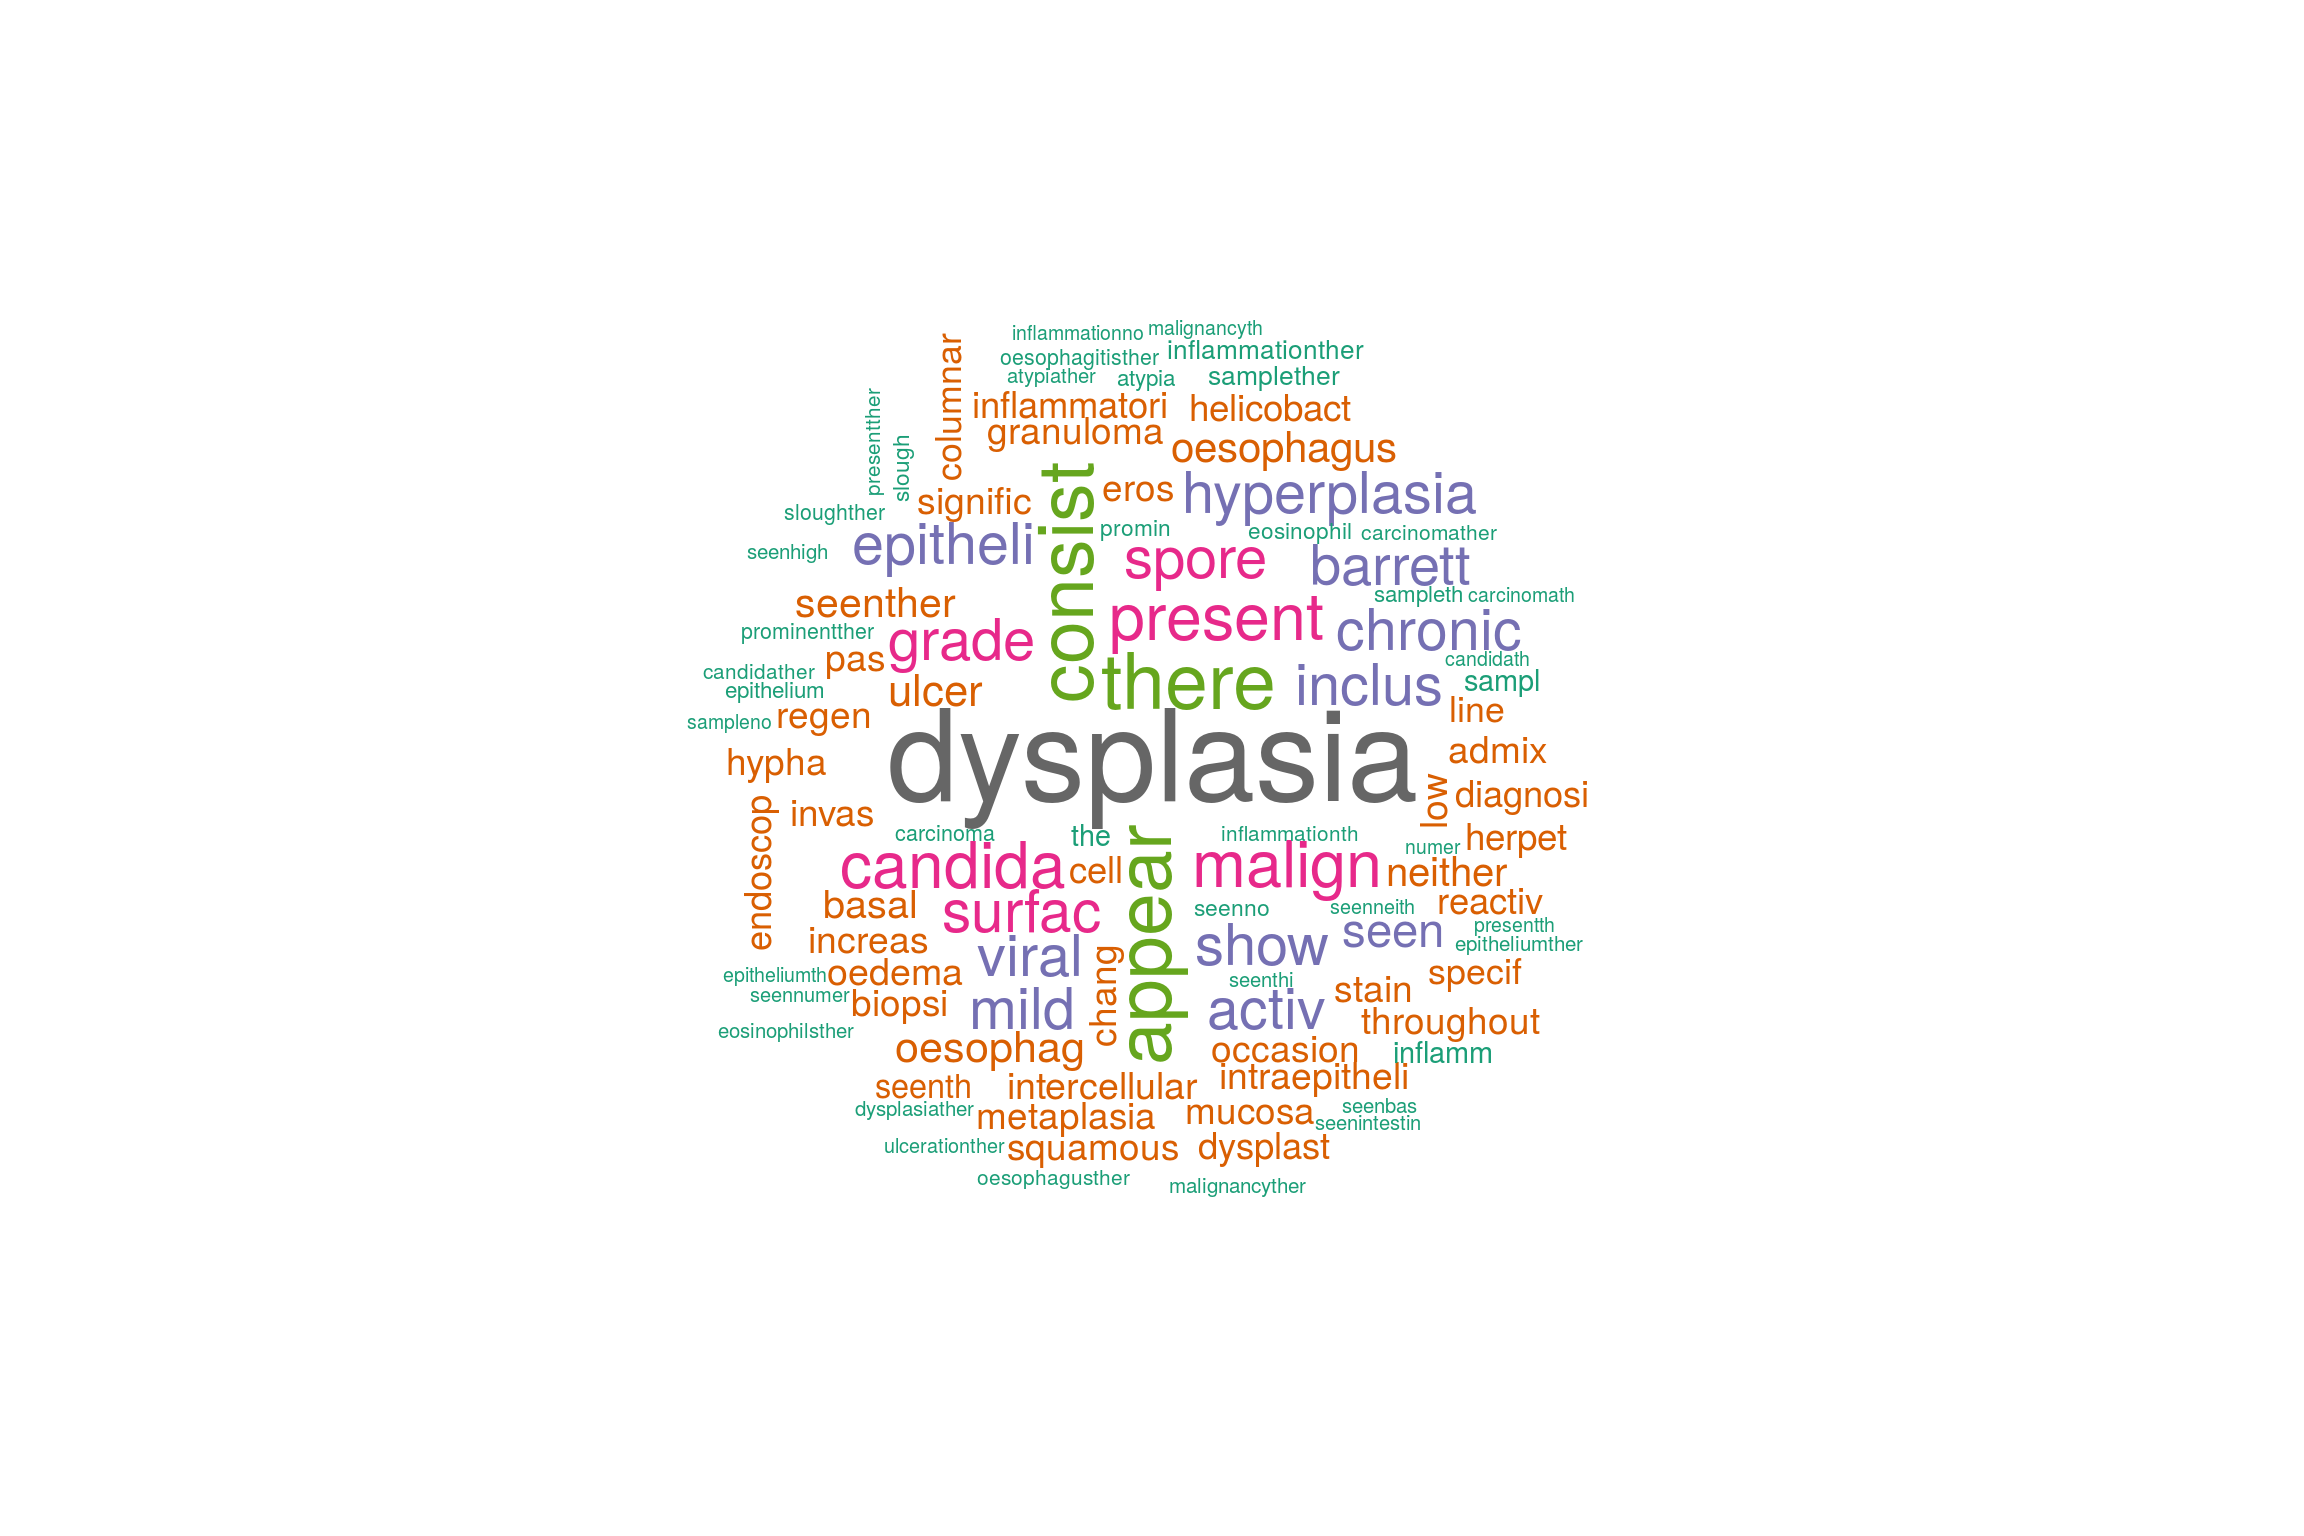 inflammationno
malignancyth
oesophagitisther
inflammationther
atypiather
atypia
samplether
columnar
presentther
slough
inflammatori
helicobact
granuloma
oesophagus
consist
signific
eros
hyperplasia
sloughther
promin
eosinophil
carcinomather
seenhigh
epitheli
spore
barrett
seenther
sampleth
carcinomath
present
prominentther
grade
chronic
pas
candidath
candidather
there
inclus
sampl
epithelium
ulcer
sampleno
regen
line
hypha
dysplasia
admix
low
diagnosi
endoscop
invas
carcinoma
the
appear
inflammationth
herpet
candida
cell
malign
numer
neither
basal
surfac
seenno
seenneith
reactiv
increas
viral
chang
show
seen
presentth
epitheliumther
epitheliumth
oedema
seenthi
specif
seennumer
biopsi
mild
activ
stain
eosinophilsther
throughout
oesophag
occasion
inflamm
seenth
intercellular
intraepitheli
dysplasiather
metaplasia
mucosa
seenbas
seenintestin
ulcerationther
squamous
dysplast
oesophagusther
malignancyther